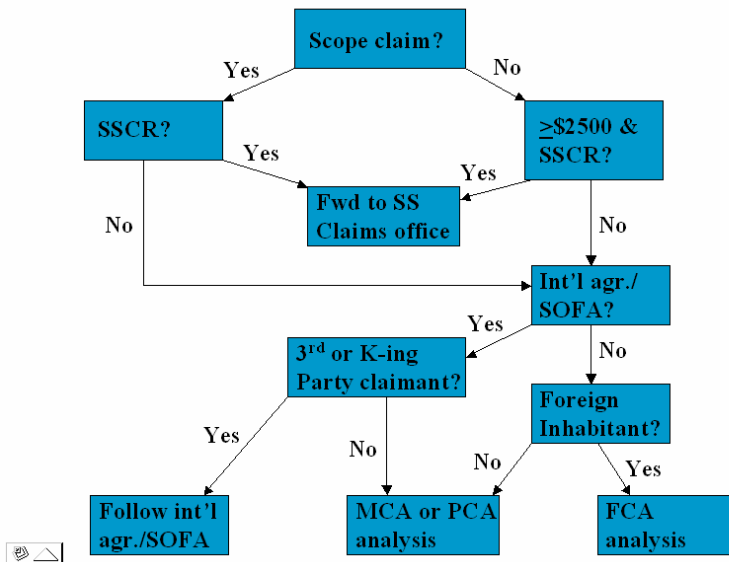 Scope claim?
Yes
No
SSCR?
≥$2500 &
SSCR?
Yes
Yes
Fwd to SS
Claims office
No
No
Int'l agr./
SOFA?
Yes
No
3rd or K-ing
Party claimant?
Foreign
Inhabitant?
Yes
No
No
Yes
Follow int'l
agr./SOFA
MCA or PCA
analysis
FCA
analysis